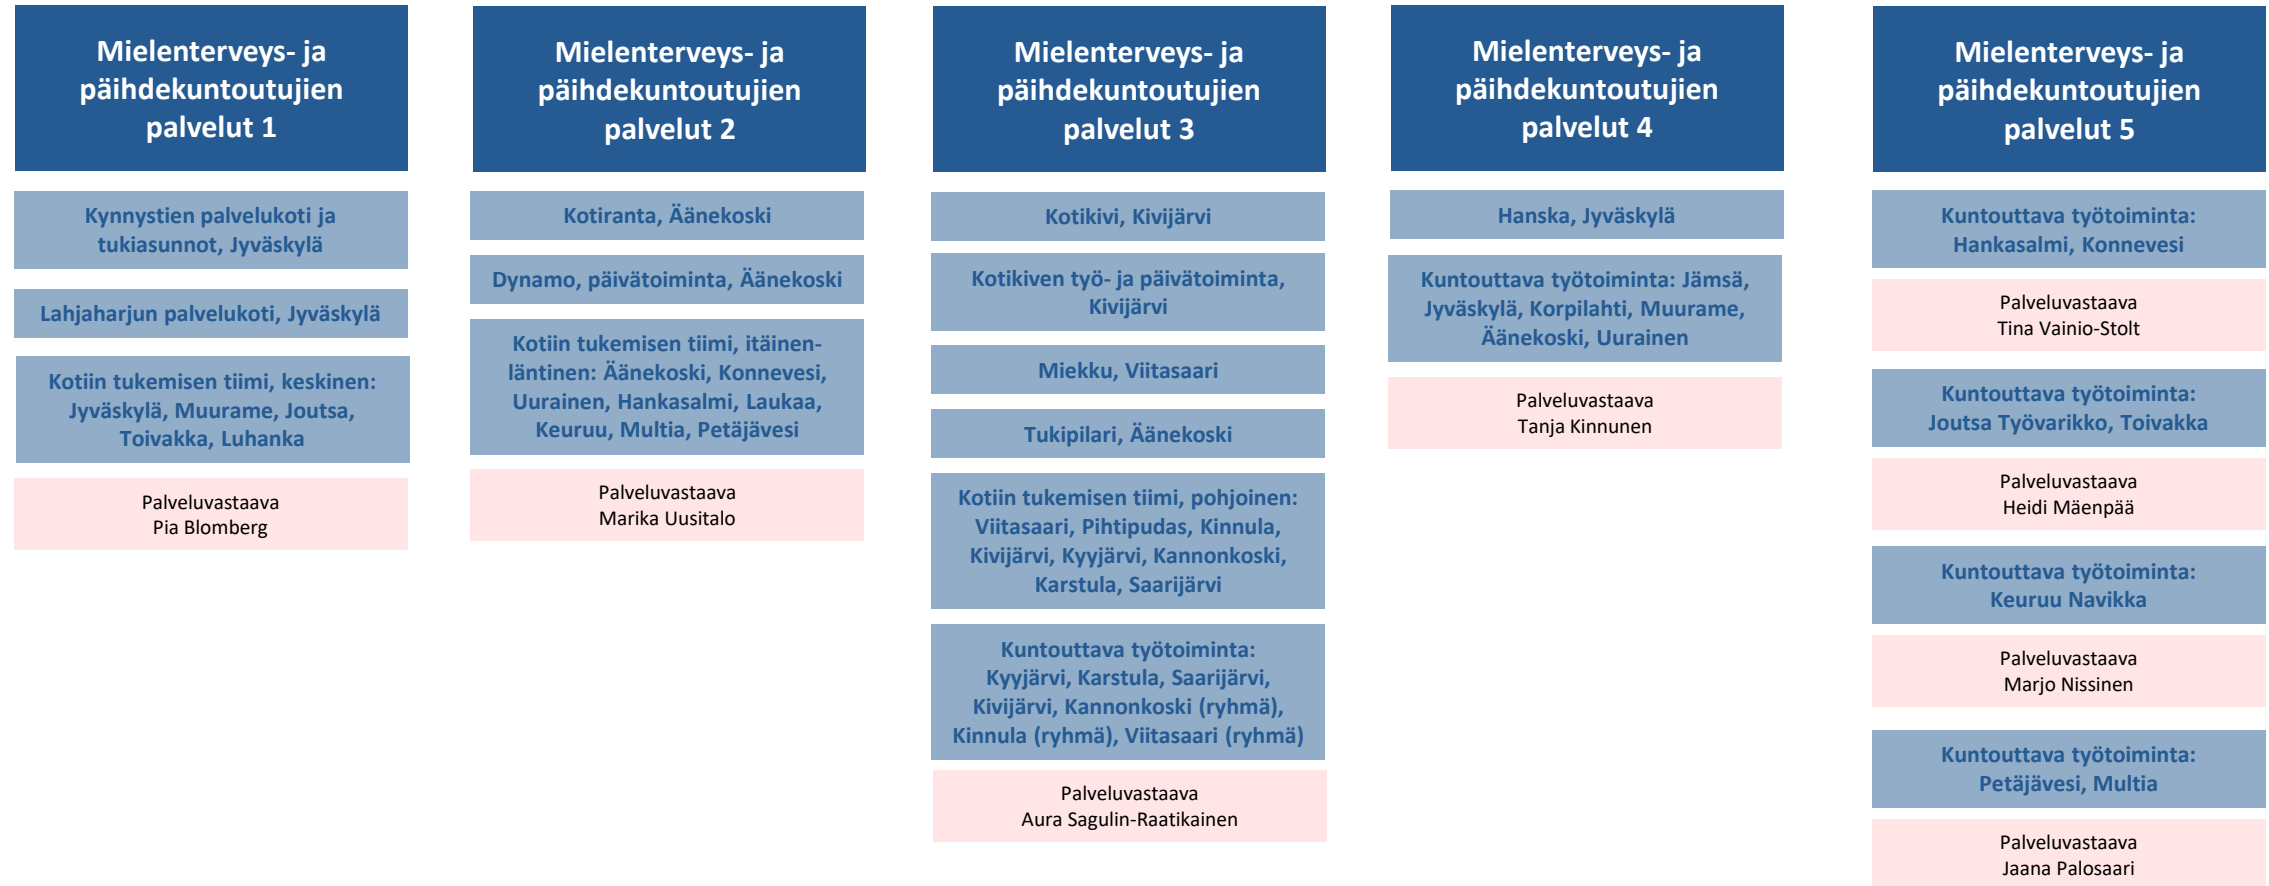 Mielenterveys- ja
päihdekuntoutujien
palvelut 1
Kynnystien palvelukoti ja
tukiasunnot, Jyväskylä
Lahjaharjun palvelukoti, Jyväskylä
Kotiin tukemisen tiimi, keskinen:
Jyväskylä, Muurame, Joutsa,
Toivakka, Luhanka
Palveluvastaava
Pia Blomberg
Mielenterveys- ja
päihdekuntoutujien
palvelut 2
Kotiranta, Äänekoski
Dynamo, päivätoiminta, Äänekoski
Kotiin tukemisen tiimi, itäinen-
läntinen: Äänekoski, Konnevesi,
Uurainen, Hankasalmi, Laukaa,
Keuruu, Multia, Petäjävesi
Palveluvastaava
Marika Uusitalo
Mielenterveys- ja
päihdekuntoutujien
palvelut 3
Kotikivi, Kivijärvi
Kotikiven työ- ja päivätoiminta,
Kivijärvi
Miekku, Viitasaari
Tukipilari, Äänekoski
Kotiin tukemisen tiimi, pohjoinen:
Viitasaari, Pihtipudas, Kinnula,
Kivijärvi, Kyyjärvi, Kannonkoski,
Karstula, Saarijärvi
Kuntouttava työtoiminta:
Kyyjärvi, Karstula, Saarijärvi,
Kivijärvi, Kannonkoski (ryhmä),
Kinnula (ryhmä), Viitasaari (ryhmä)
Palveluvastaava
Aura Sagulin-Raatikainen
Mielenterveys- ja
päihdekuntoutujien
palvelut 4
Hanska, Jyväskylä
Kuntouttava työtoiminta: Jämsä,
Jyväskylä, Korpilahti, Muurame,
Äänekoski, Uurainen
Palveluvastaava
Tanja Kinnunen
Mielenterveys- ja
päihdekuntoutujien
palvelut 5
Kuntouttava työtoiminta:
Hankasalmi, Konnevesi
Palveluvastaava
Tina Vainio-Stolt
Kuntouttava työtoiminta:
Joutsa Työvarikko, Toivakka
Palveluvastaava
Heidi Mäenpää
Kuntouttava työtoiminta:
Keuruu Navikka
Palveluvastaava
Marjo Nissinen
Kuntouttava työtoiminta:
Petäjävesi, Multia
Palveluvastaava
Jaana Palosaari